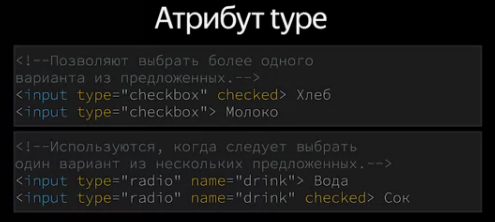 Атрибут type
<!--Позволяют выбрать более одного
варианта из предложенных.-->
<input type="checkbox" checked> Хлеб
<input type="checkbox"> Молоко
<!--Используются, когда следует выбрать
один вариант из нескольких предложенных.-->
<input type="radio" name="drink"> Вода
<input type="radio" name="drink" checked> Сок